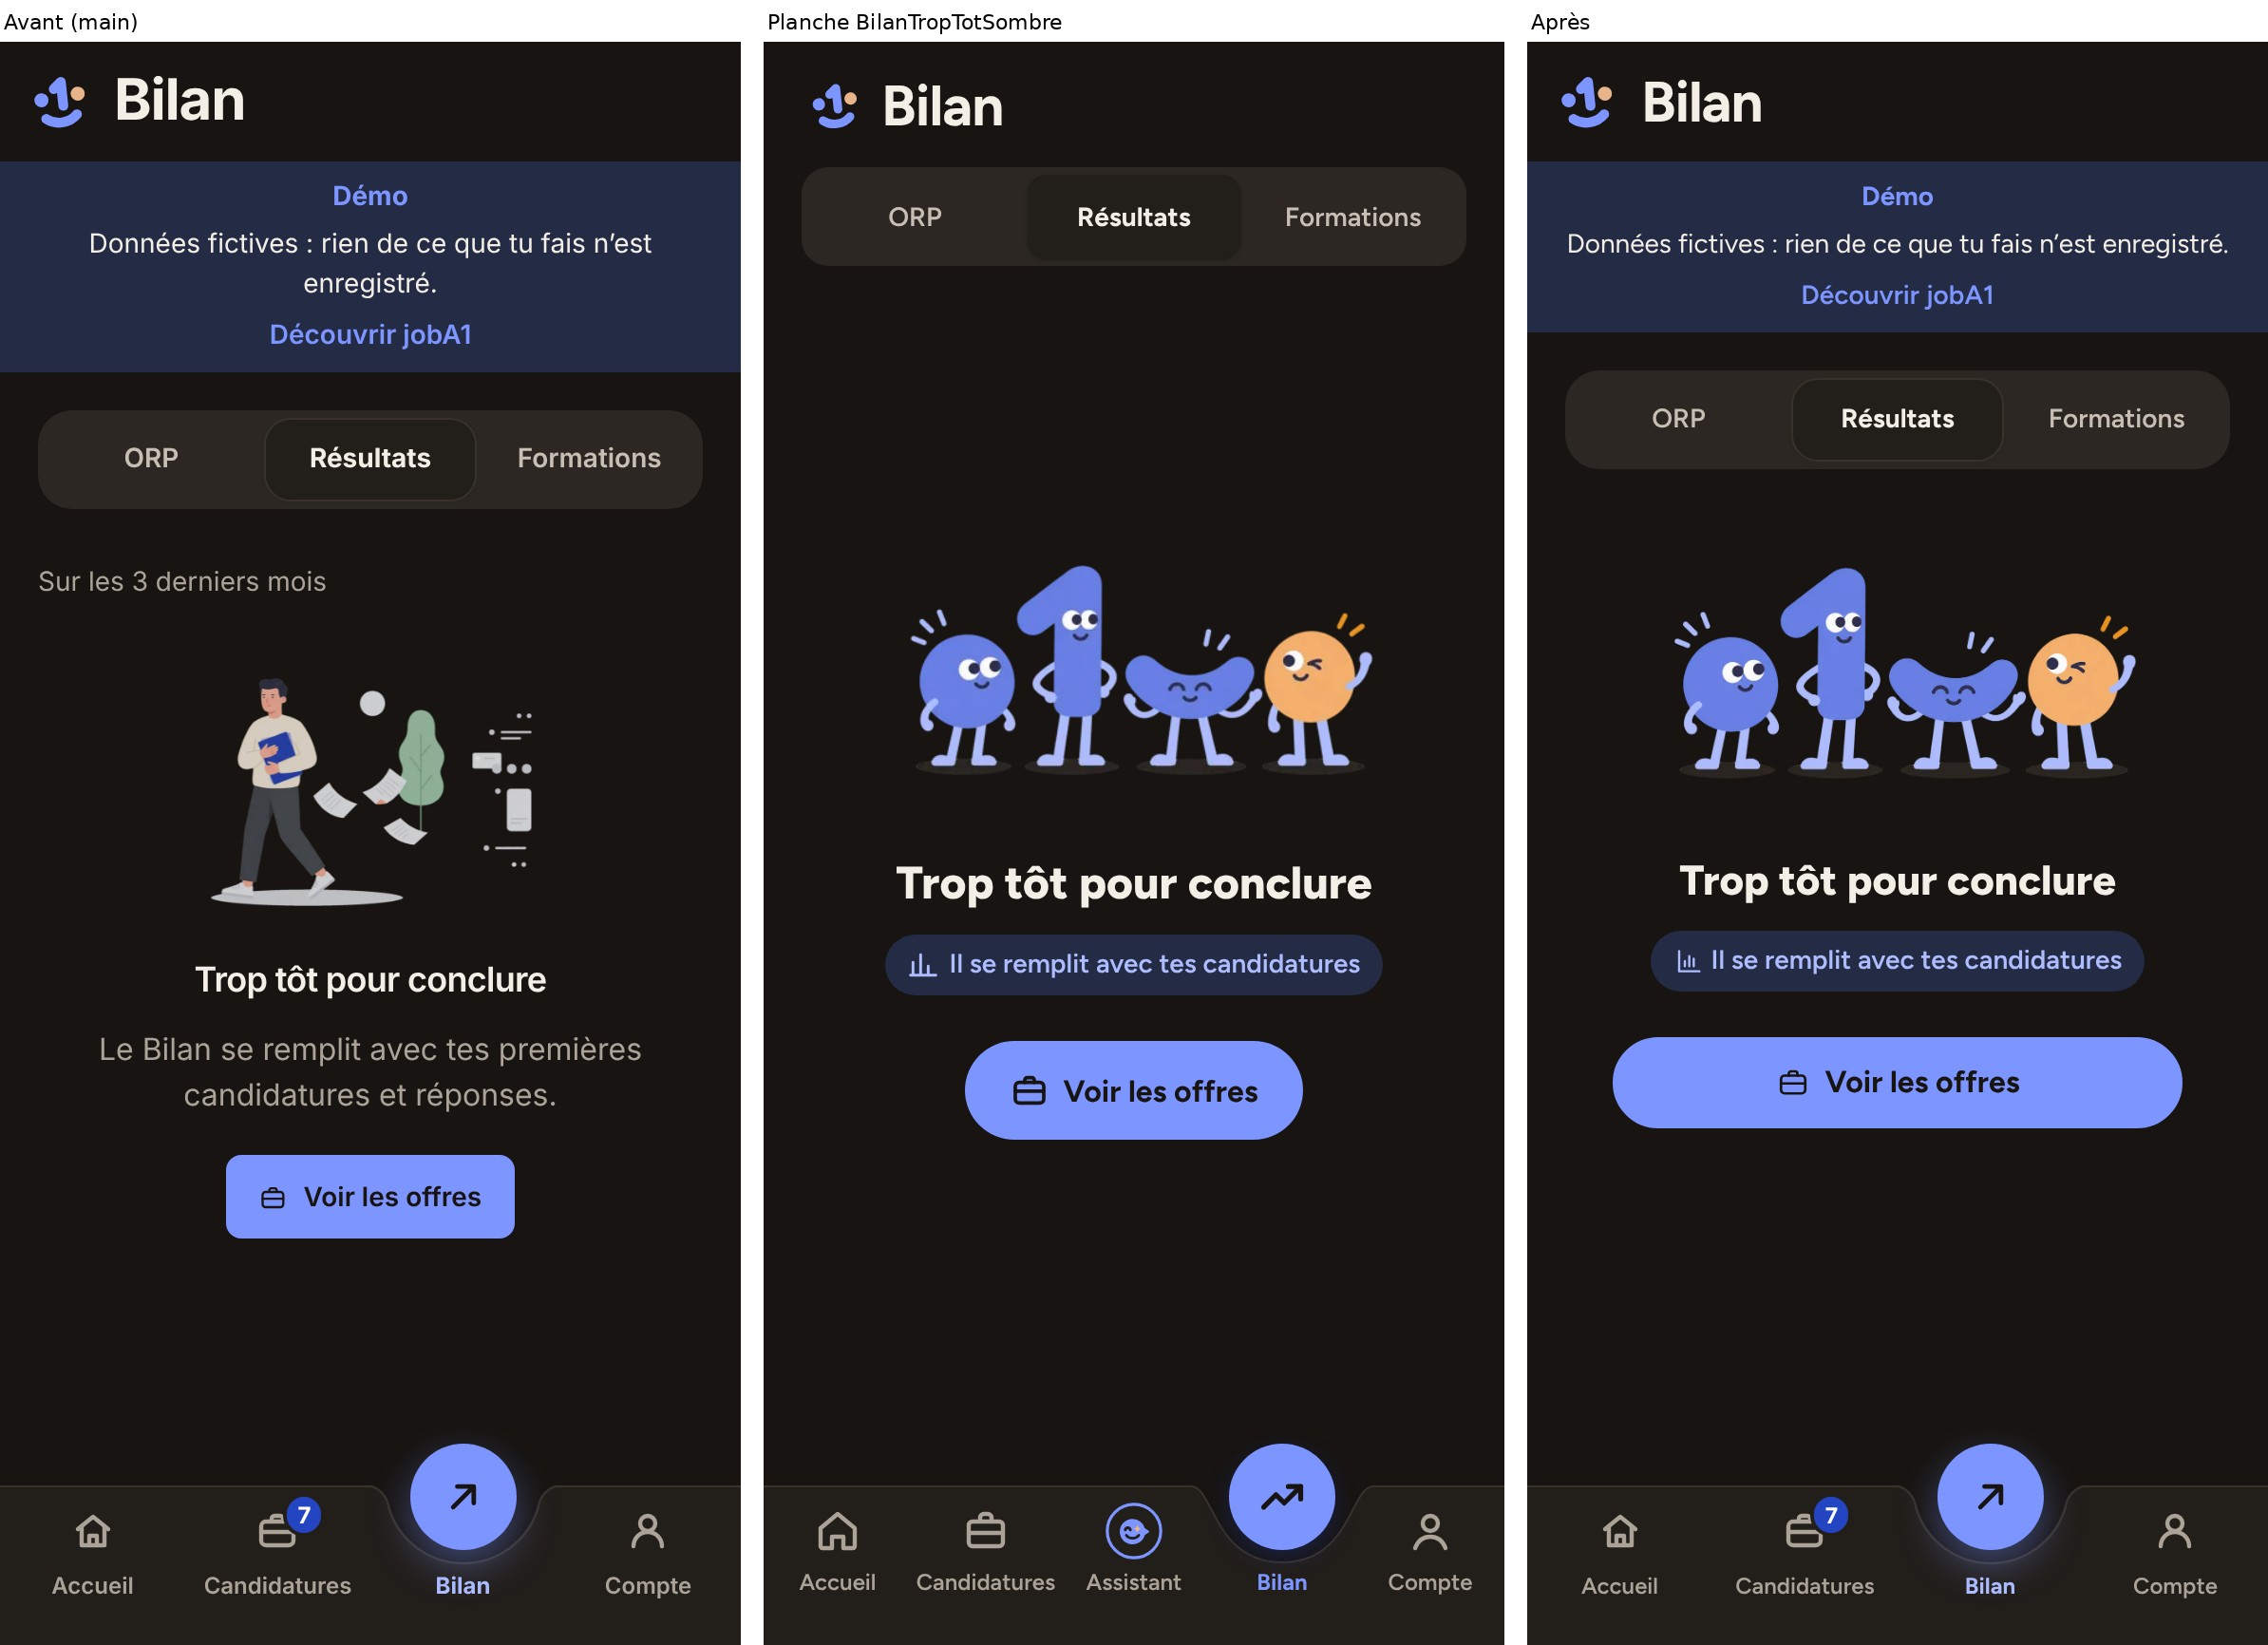 Avant (main)
Bilan
Démo
Données fictives : rien de ce que tu fais n’est
enregistré.
Découvrir jobA1
ORP
Résultats
Formations
Sur les 3 derniers mois
Trop tôt pour conclure
Le Bilan se remplit avec tes premières
candidatures et réponses.
Voir les offres
7
Accueil
Candidatures
Bilan
Compte
Planche BilanTropTotSombre
Bilan
ORP
Résultats
Formations
Trop tôt pour conclure
Il se remplit avec tes candidatures
Voir les offres
Accueil
Candidatures
Assistant
Bilan
Compte
Après
Bilan
Démo
Données fictives : rien de ce que tu fais n’est enregistré.
Découvrir jobA1
ORP
Résultats
Formations
Trop tôt pour conclure
Il se remplit avec tes candidatures
Voir les offres
7
Accueil
Candidatures
Bilan
Compte